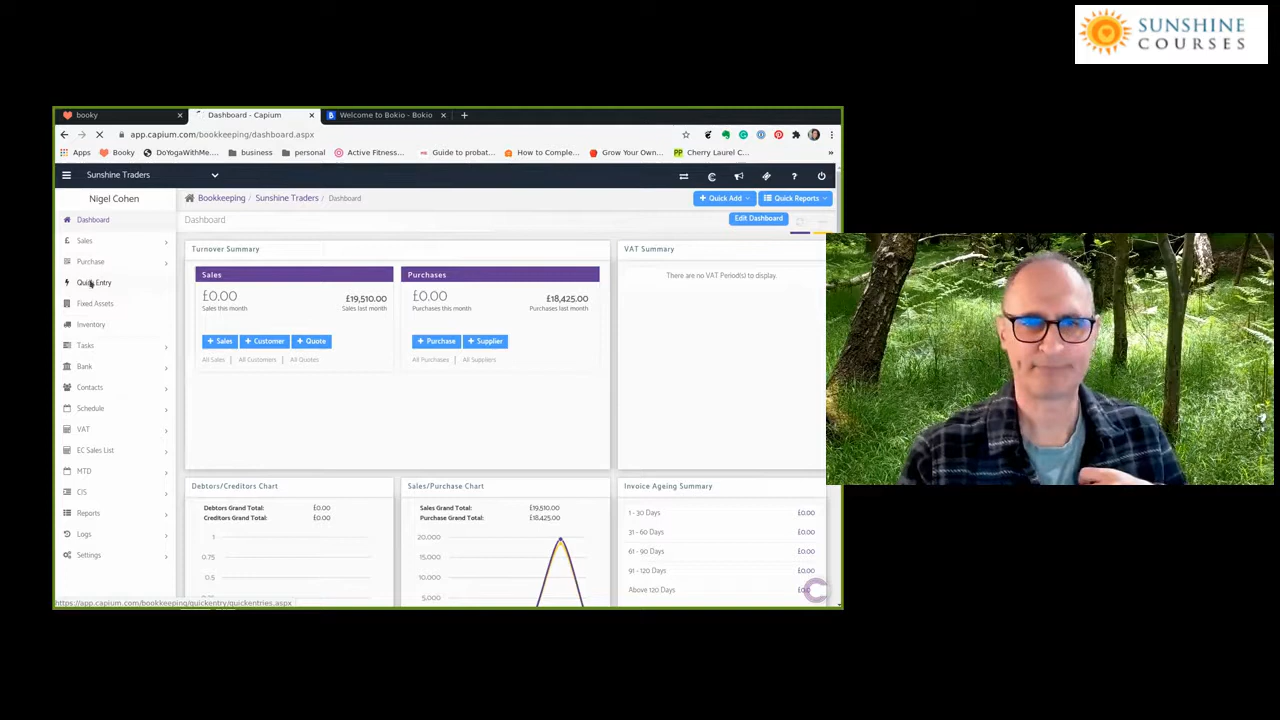 SUNSHINE
COURSES
booky
Dashboard - Capium
Welcome to Bokio - Bokio
app.capium.com/bookkeeping/dashboard.aspx
Apps
Booky
DoYogaWithMe....
business
personal
Active Fitness...
Guide to probat...
How to Comple...
Grow Your Own...
Cherry Laurel C...
Sunshine Traders
Nigel Cohen
Bookkeeping / Sunshine Traders / Dashboard
+ Quick Add
Quick Reports
Dashboard
Edit Dashboard
Dashboard
Sales
Purchase
Quick Entry
Fixed Assets
Inventory
Tasks
Bank
Contacts
Schedule
VAT
EC Sales List
MTD
CIS
Reports
Logs
Settings
Turnover Summary
Sales
£0.00
Sales this month
£19,510.00
Sales last month
+ Sales
+ Customer
+ Quote
All Sales | All Customers | All Quotes
Purchases
£0.00
Purchases this month
£18,425.00
Purchases last month
+ Purchase
+ Supplier
All Purchases | All Suppliers
VAT Summary
There are no VAT Period(s) to display.
Debtors/Creditors Chart
Debtors Grand Total: £0.00
Creditors Grand Total: £0.00
1
0.75
0.5
Sales/Purchase Chart
Sales Grand Total: £19,510.00
Purchase Grand Total: £18,425.00
20,000
15,000
10,000
5,000
Invoice Ageing Summary
1 - 30 Days £0.00
31 - 60 Days £0.00
61 - 90 Days £0.00
91 - 120 Days £0.00
Above 120 Days
https://app.capium.com/bookkeeping/quickentry/quickentries.aspx